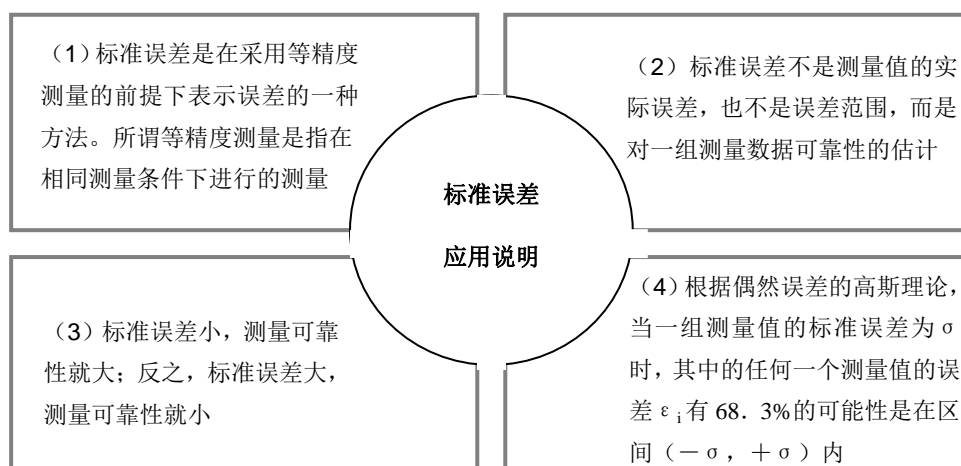 （1）标准误差是在采用等精度
测量的前提下表示误差的一种
方法。所谓等精度测量是指在
相同测量条件下进行的测量
（2）标准误差不是测量值的实
际误差，也不是误差范围，而是
对一组测量数据可靠性的估计
标准误差
应用说明
（3）标准误差小，测量可靠
性就大；反之，标准误差大，
测量可靠性就小
（4）根据偶然误差的高斯理论，
当一组测量值的标准误差为σ
时，其中的任何一个测量值的误
差εi有 68．3%的可能性是在区
间（－σ，＋σ）内